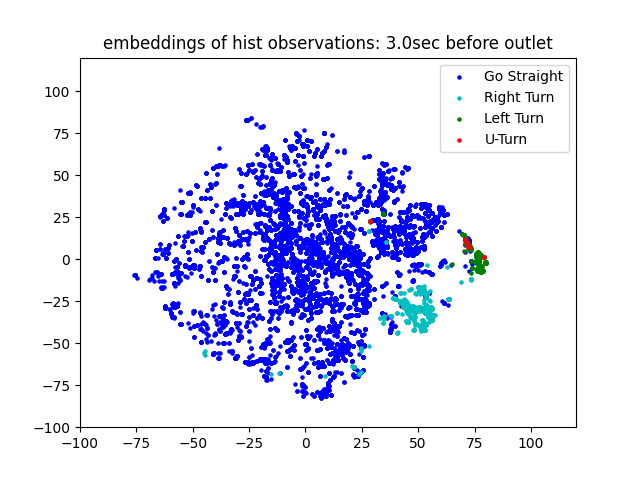 embeddings of hist observations: 3.0sec before outlet
Go Straight
Right Turn
Left Turn
U-Turn
100
75
50
25
0
−25
−50
−75
−100
−100 −75 −50 −25 0 25 50 75 100